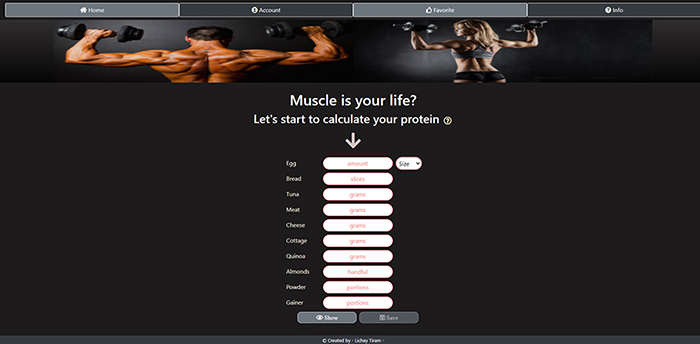 Home Account Favorite Info
Muscle is your life?
Let's start to calculate your protein
Egg amount Size
Bread slices
Tuna grams
Meat grams
Cheese grams
Cottage grams
Quinoa grams
Almonds handful
Powder portions
Gainer portions
Show Save
© Created by - Lichay Tiram -